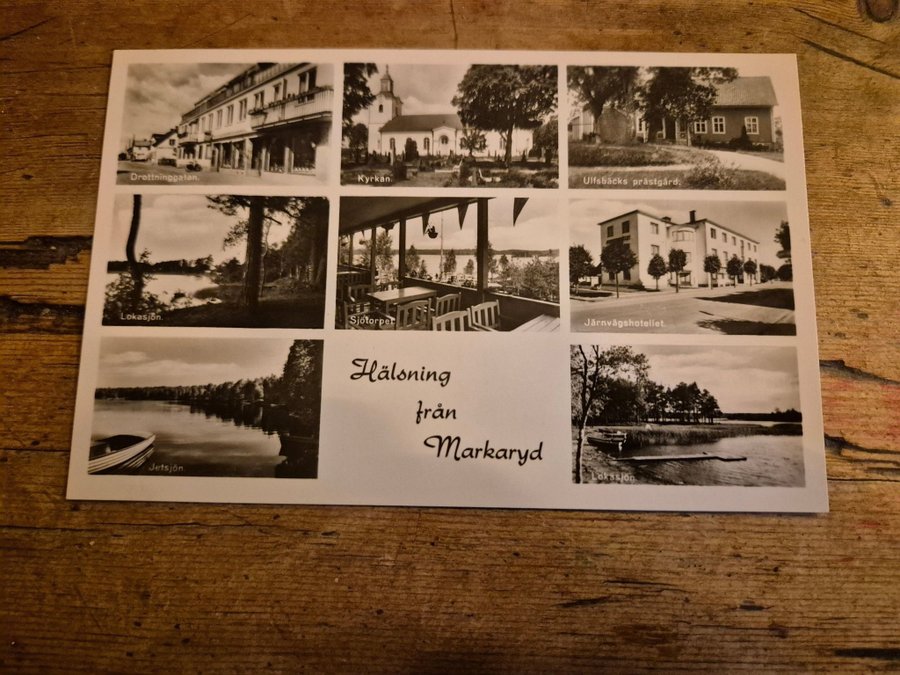 Drottninggatan.
Kyrkan.
Ulfsbäcks prästgård.
Lokasjön.
Sjötorpet
Järnvägshotellet.
Jetsjön.
Hälsning
från
Markaryd
Lokasjön.